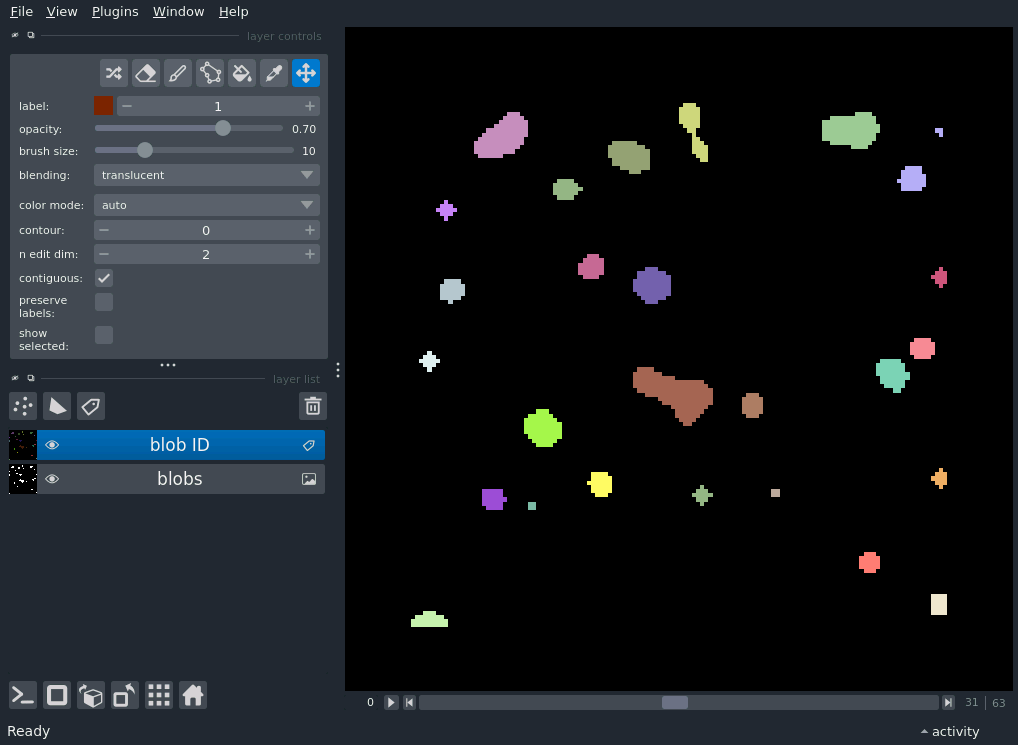 File View Plugins Window Help
layer controls
label: 1
opacity: 0.70
brush size: 10
blending: translucent
color mode: auto
contour: 0
n edit dim: 2
contiguous:
preserve
labels:
show
selected:
layer list
blob ID
blobs
0 31 | 63
Ready activity